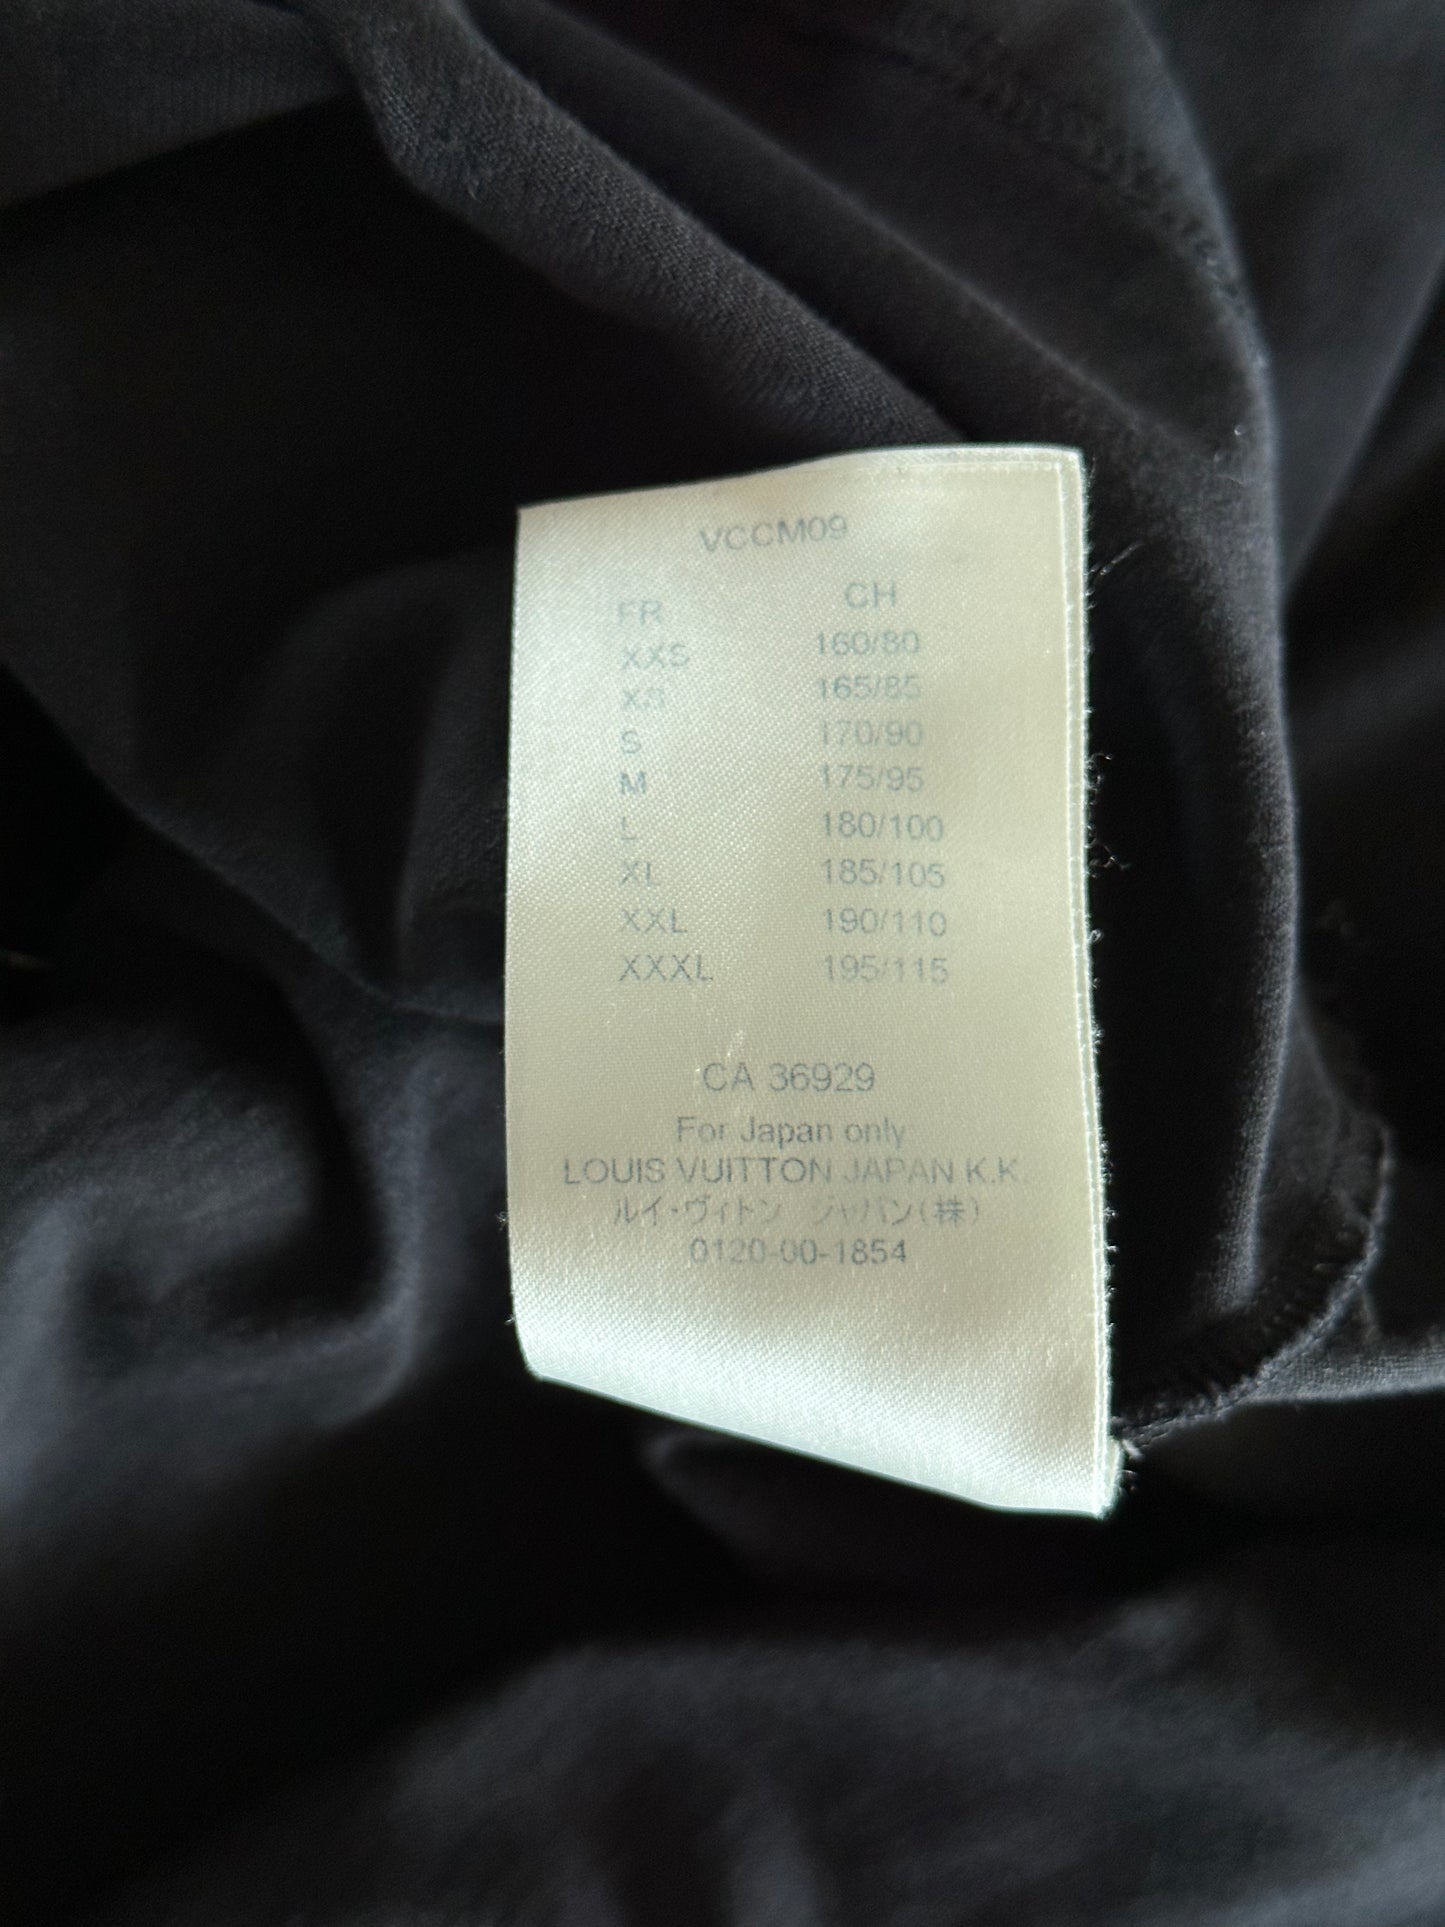 VCCM09
FR CH
XXS 160/80
XS 165/85
S 170/90
M 175/95
L 180/100
XL 185/105
XXL 190/110
XXXL 195/115
CA 36929
For Japan only:
LOUIS VUITTON JAPAN K.K.
ルイ・ヴィトン ジャパン(株)
0120-00-1854